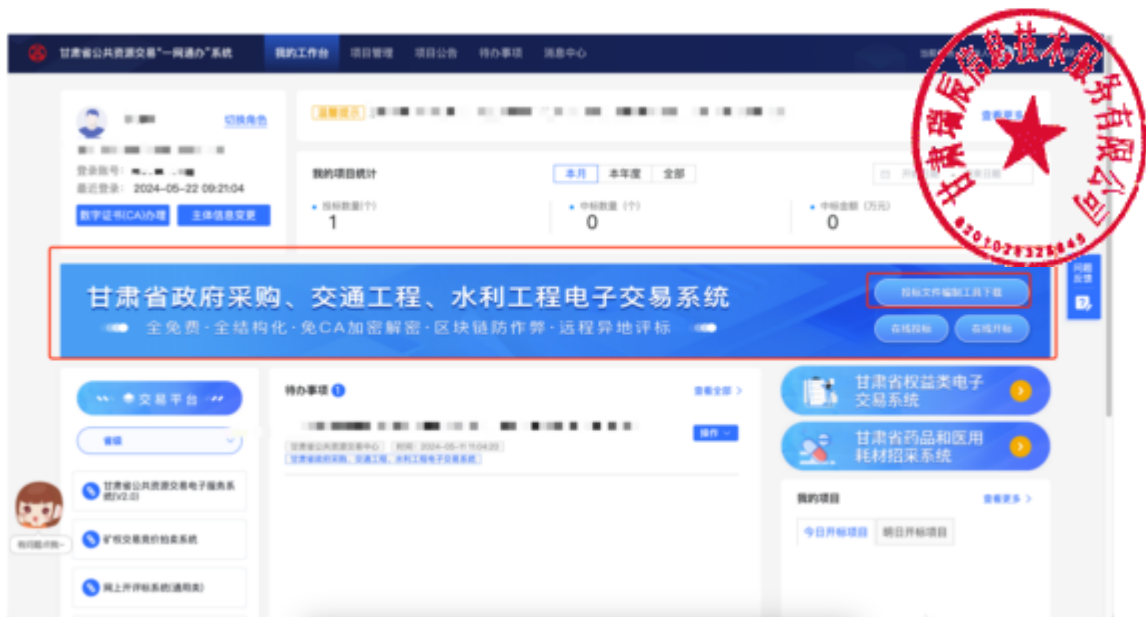 甘肃省公共资源交易“一网通办”系统 我的工作台 项目管理 项目公告 待办事项 消息中心
切换角色
温馨提示
查看更多
登录账号:
最近登录: 2024-05-22 09:21:04
数字证书(CA)办理 主体信息变更
我的项目统计 本月 本年度 全部
投标数量(个) 中标数量 (个) 中标金额 (万元)
1 0 0
甘肃瑞辰信息技术服务有限公司
问题反馈
甘肃省政府采购、交通工程、水利工程电子交易系统
全免费·全结构化·免CA加密解密·区块链防作弊·远程异地评标
投标文件编制工具下载
在线投标 在线开标
交易平台
省级
待办事项 1 查看全部 >
操作
甘肃省公共资源交易中心
甘肃省政府采购、交通工程、水利工程电子交易系统
甘肃省公共资源交易电子服务系
统(V2.0)
矿权交易竞价拍卖系统
网上开评标系统(通用类)
有问题点我~
甘肃省权益类电子
交易系统
甘肃省药品和医用
耗材招采系统
我的项目 查看更多 >
今日开标项目 明日开标项目